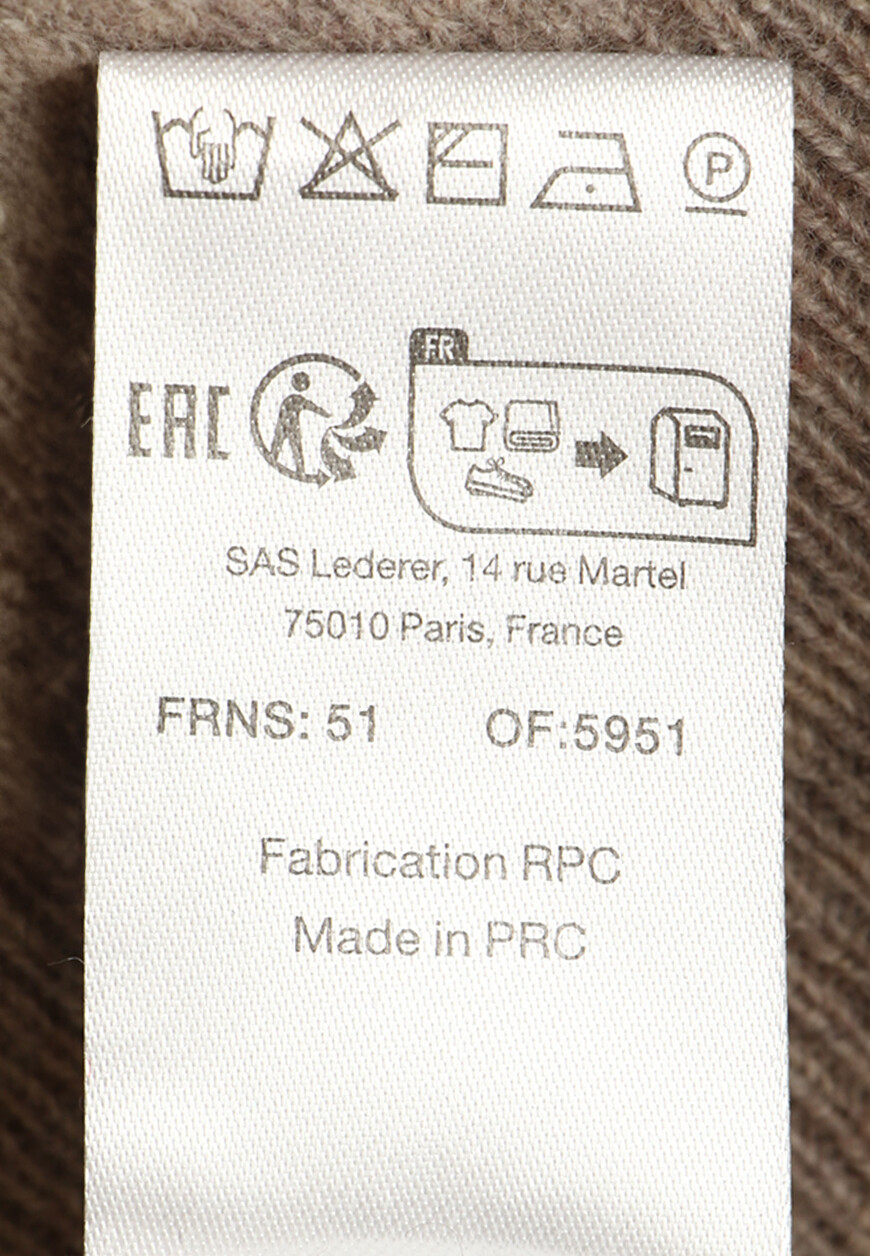 P
FR
EAC
SAS Lederer, 14 rue Martel
75010 Paris, France
FRNS: 51 OF:5951
Fabrication RPC
Made in PRC